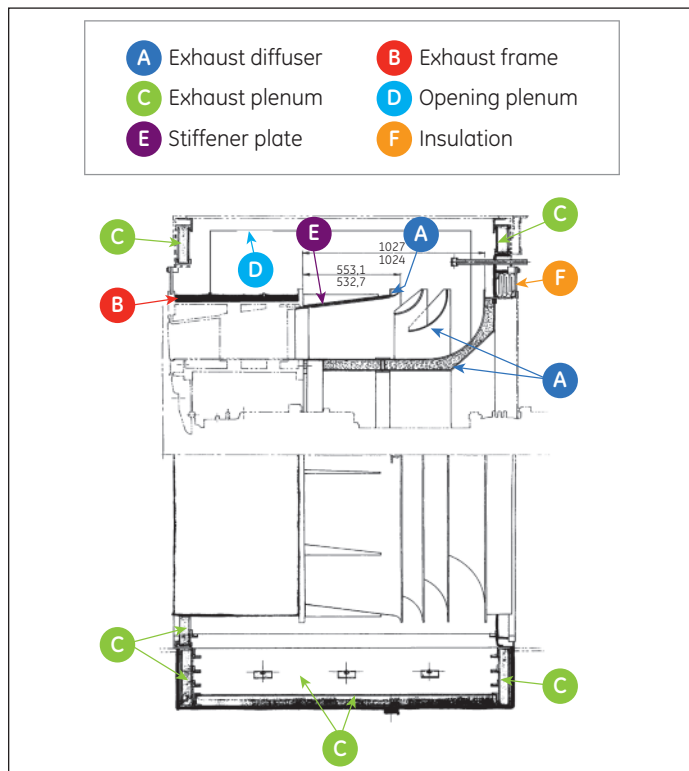 A Exhaust diffuser
B Exhaust frame
C Exhaust plenum
D Opening plenum
E Stiffener plate
F Insulation
C
E
A
C
1027
1024
D
553,1
532,7
F
B
A
C
C
C